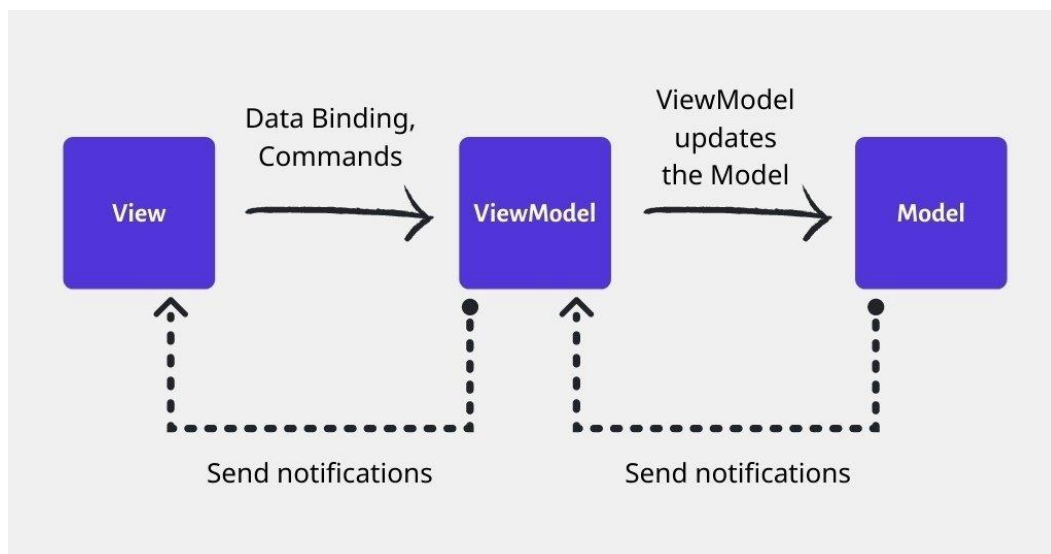 Data Binding,
Commands
ViewModel
updates
the Model
View
ViewModel
Model
Send notifications
Send notifications